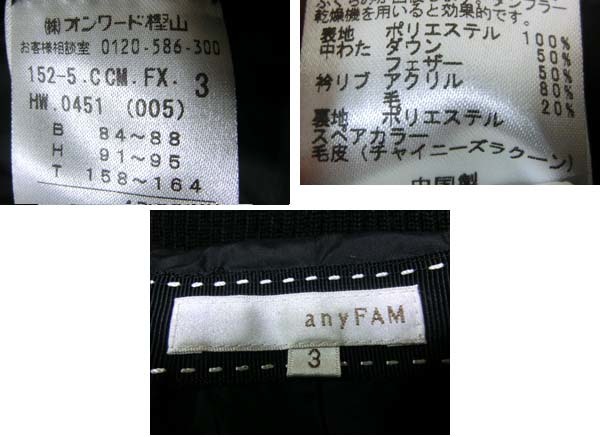 ㈱オンワード樫山
お客様相談室 0120-586-300
152-5.CCM.FX. 3
HW.0451 (005)
B 84～88
H 91～95
T 158～164
乾燥機を用いると効果的です。
表地 ポリエステル 100%
中わた ダウン 50%
フェザー 50%
衿リブ アクリル 80%
毛 20%
裏地 ポリエステル
スペアカラー
毛皮(チャイニーズラクーン)
中国製
anyFAM
3